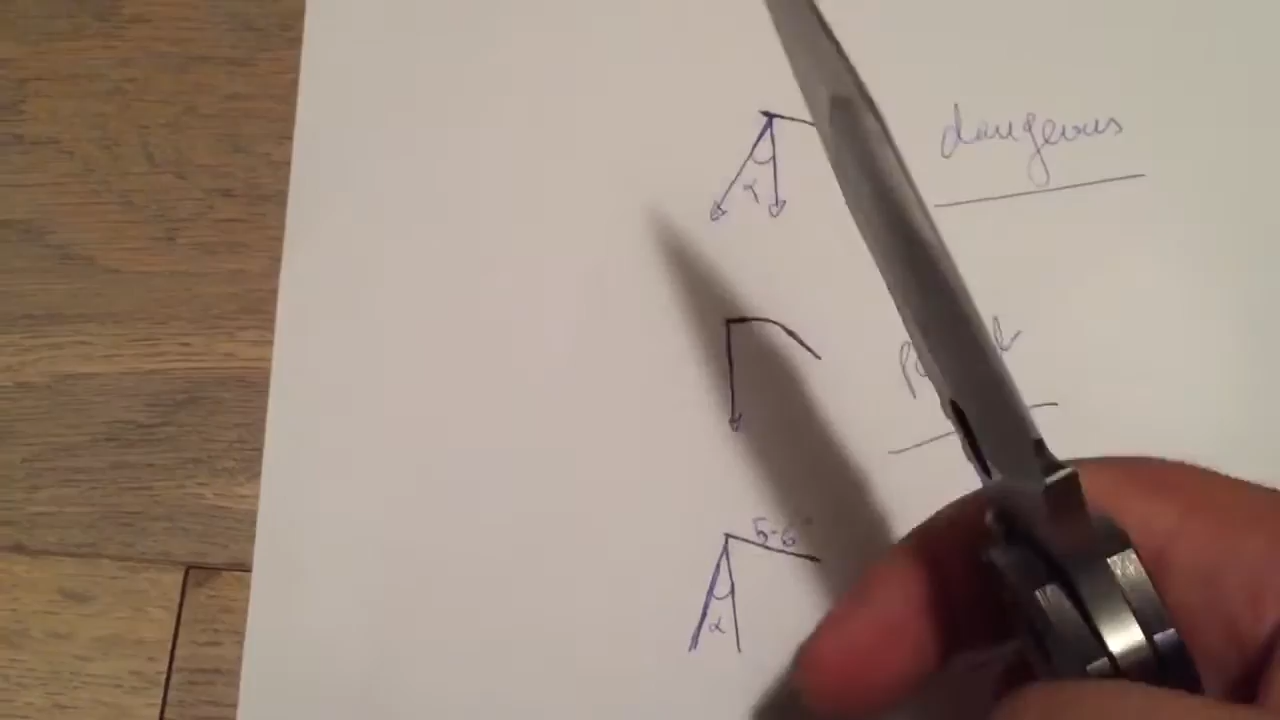 dangerous
α
5-6°
α